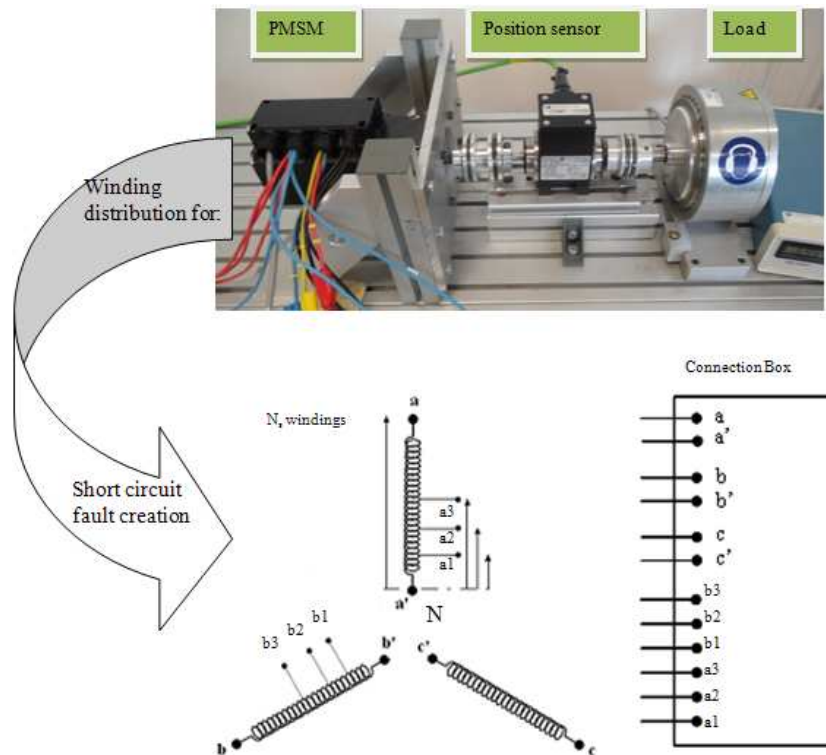 PMSM
Position sensor
Load
Winding
distribution for:
Connection Box
a
Ns windings
a3
a2
a1
a'
N
Short circuit
fault creation
b1
b2
b3
b'
c'
b
c
a
a'
b
b'
c
c'
b3
b2
b1
a3
a2
a1